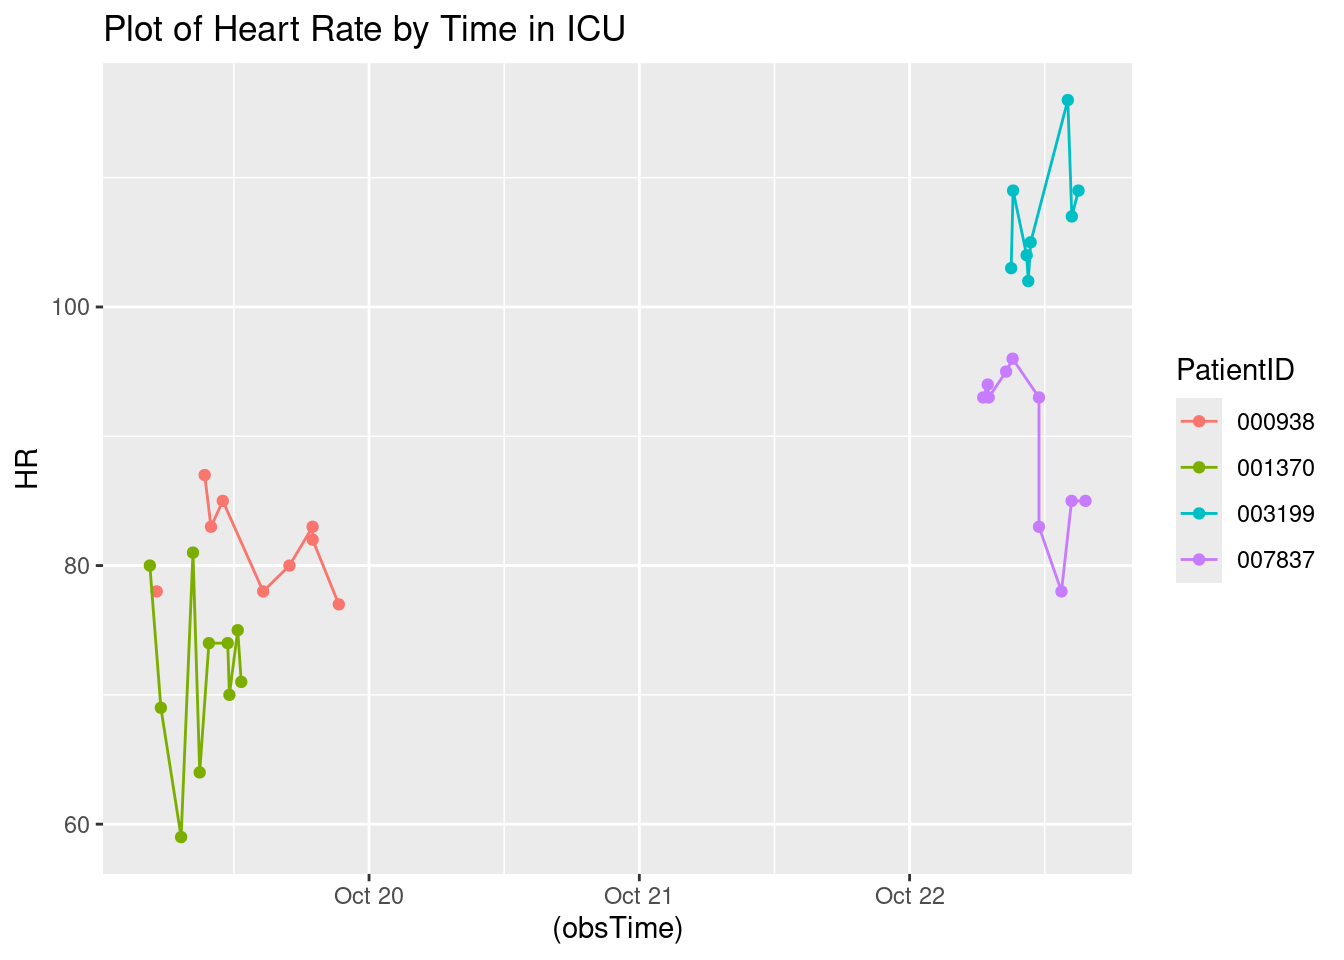 Plot of Heart Rate by Time in ICU
HR
100
80
60
Oct 20
Oct 21
Oct 22
(obsTime)
PatientID
000938
001370
003199
007837